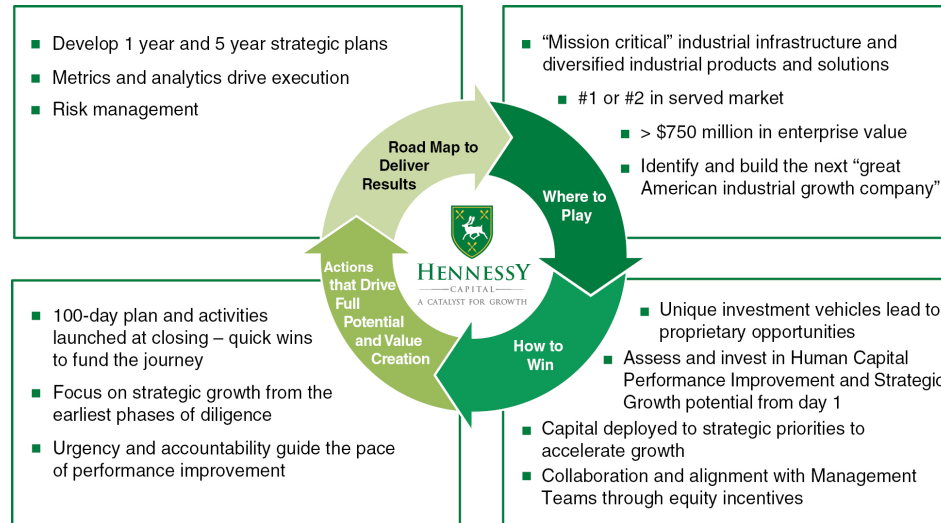 ■ Develop 1 year and 5 year strategic plans
■ Metrics and analytics drive execution
■ Risk management
■ “Mission critical” industrial infrastructure and
diversified industrial products and solutions
■ #1 or #2 in served market
■ > $750 million in enterprise value
■ Identify and build the next “great
American industrial growth company”
Road Map to
Deliver
Results
Where to
Play
Actions
that Drive
Full
Potential
and Value
Creation
How to
Win
HENNESSY
CAPITAL
A CATALYST FOR GROWTH
■ 100-day plan and activities
launched at closing – quick wins
to fund the journey
■ Focus on strategic growth from the
earliest phases of diligence
■ Urgency and accountability guide the pace
of performance improvement
■ Unique investment vehicles lead to
proprietary opportunities
■ Assess and invest in Human Capital
Performance Improvement and Strategic
Growth potential from day 1
■ Capital deployed to strategic priorities to
accelerate growth
■ Collaboration and alignment with Management
Teams through equity incentives